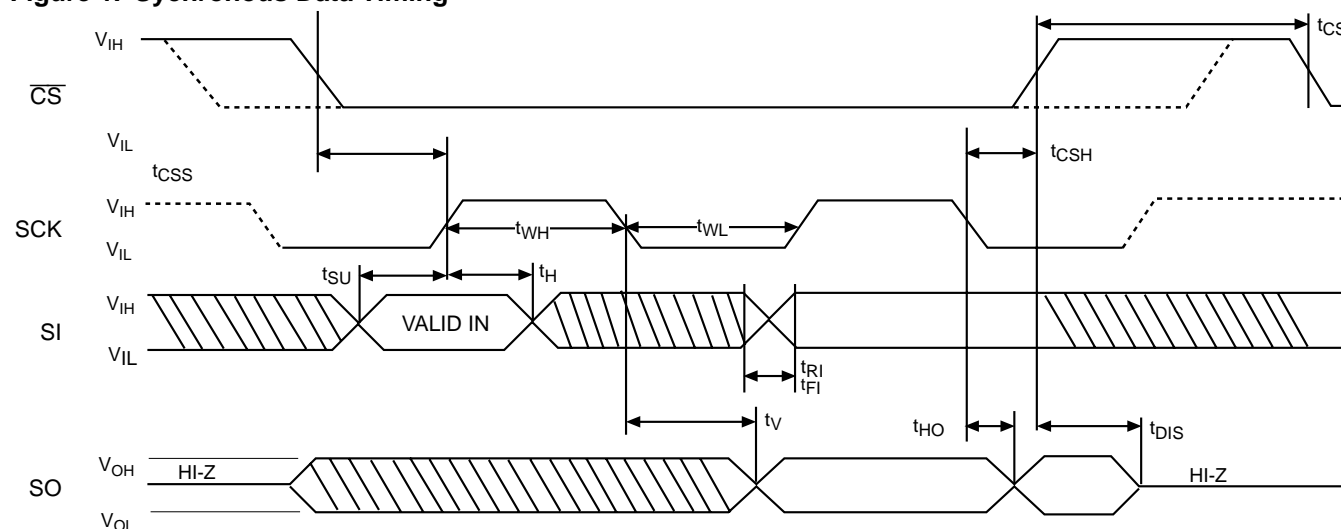 Figure 1. Sychronous Data Timing
VIH
tCS
CS
VIL
tCSH
tCSS
VIH
SCK
tWH
tWL
VIL
tSU
tH
VIH
SI
VALID IN
VIL
tRI
tFI
tV
tHO
tDIS
VOH
HI-Z
HI-Z
SO
VOL